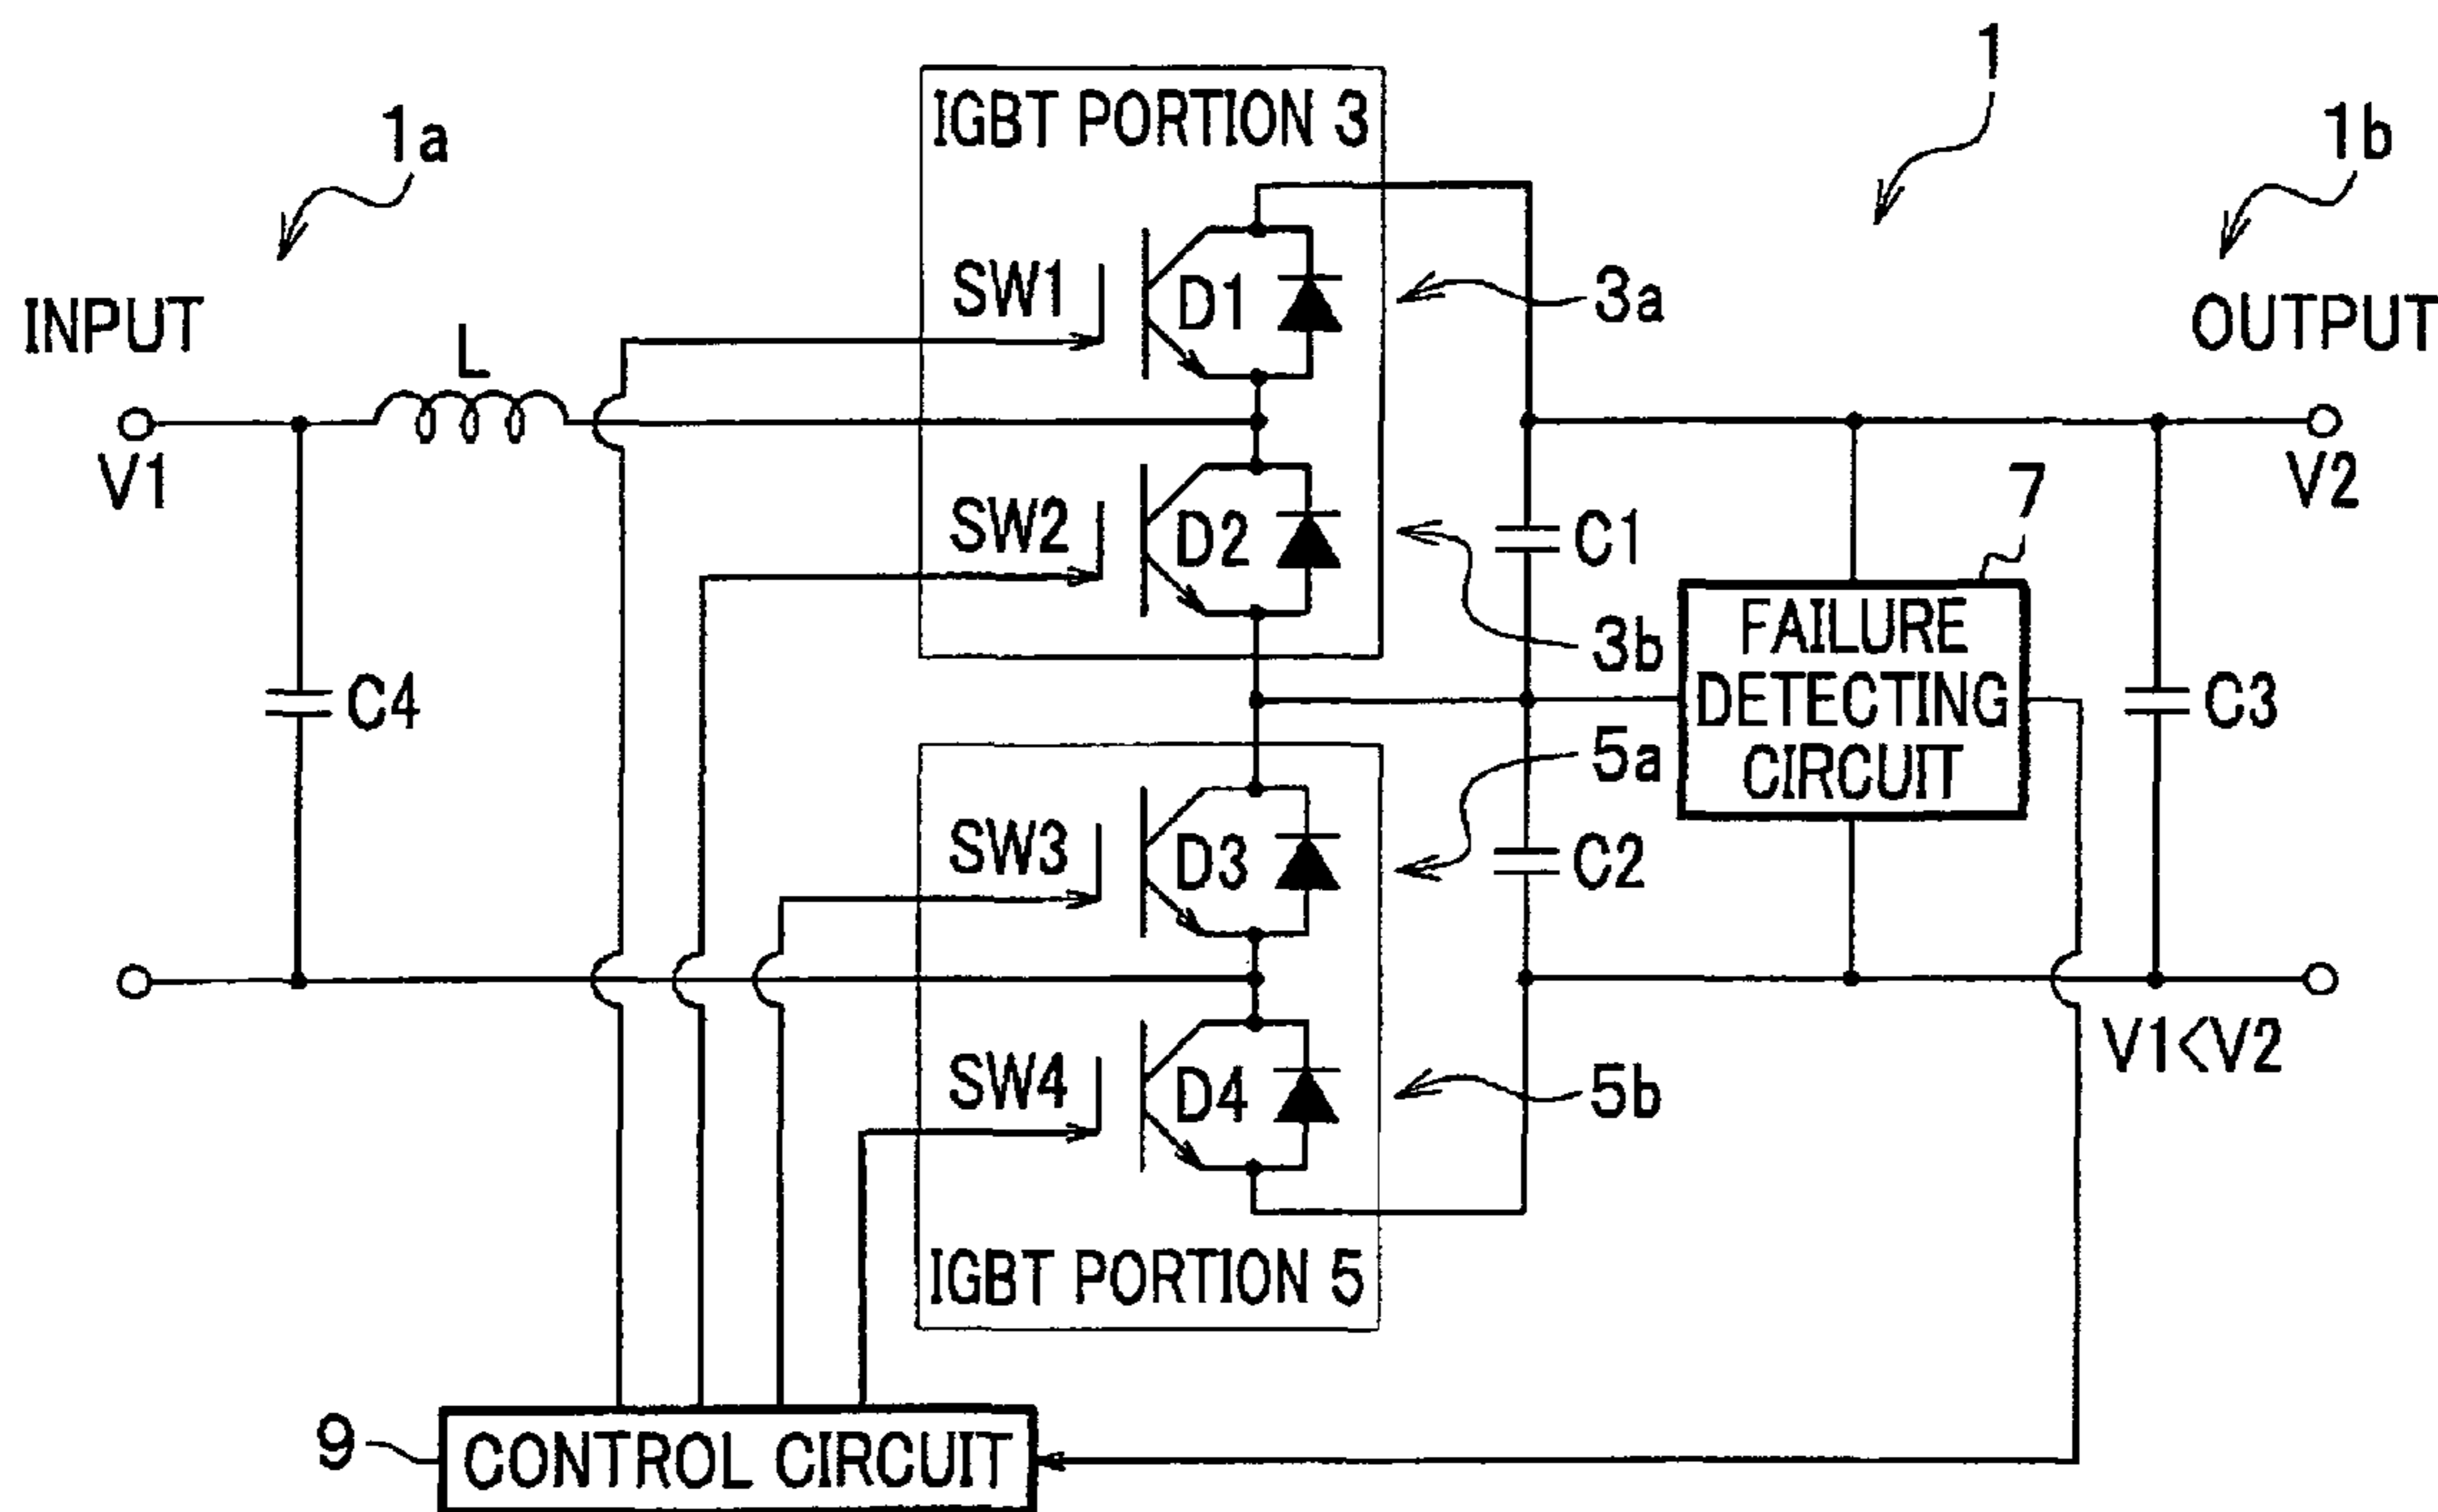 1
1a
IGBT PORTION 3
1b
SW1
D1
3a
INPUT
OUTPUT
L
V1
V2
SW2
D2
C1
7
3b
FAILURE
DETECTING
CIRCUIT
C4
C3
5a
SW3
D3
C2
V1<V2
SW4
D4
5b
IGBT PORTION 5
9
CONTROL CIRCUIT